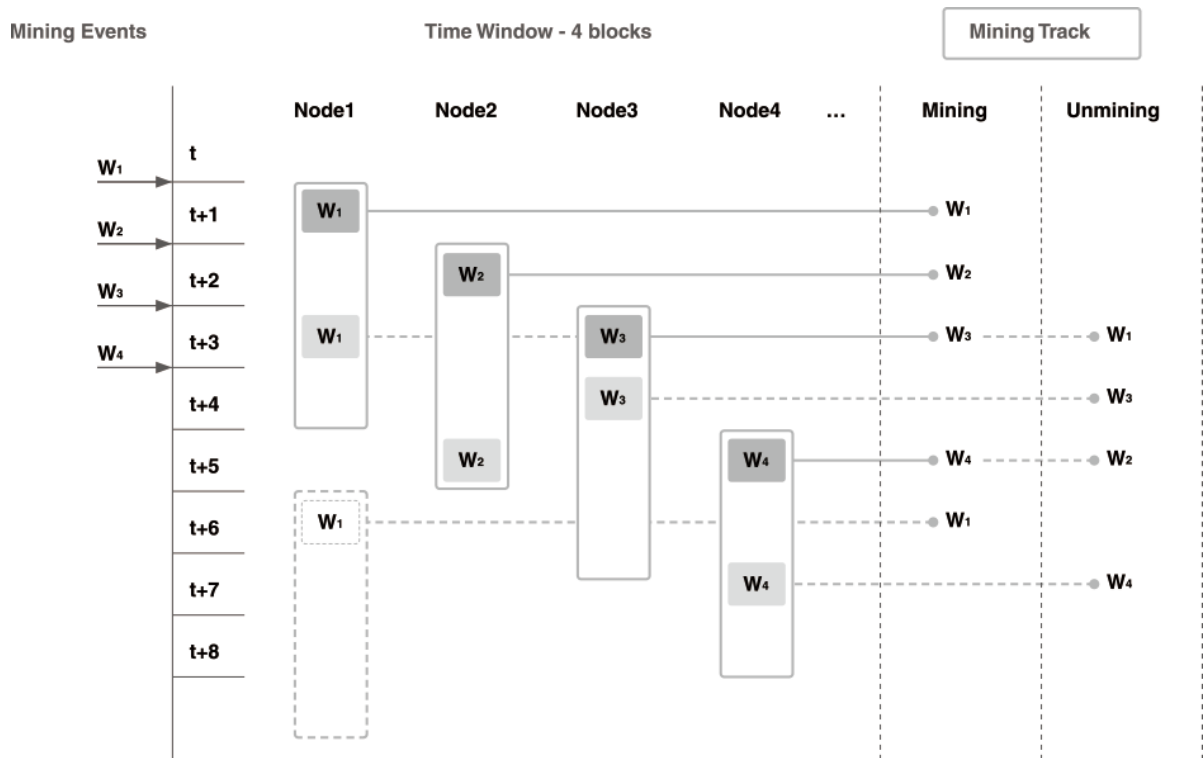 Mining Events Time Window - 4 blocks Mining Track
Node1 Node2 Node3 Node4 ... Mining Unmining
t
W1
W1 t+1 W1
W2
W2 t+2 W2
W3
W1 t+3 W3 W3 W1
W4
t+4 W3 W3
t+5 W2 W4 W4 W2
t+6 W1 W1
t+7 W4 W4
t+8